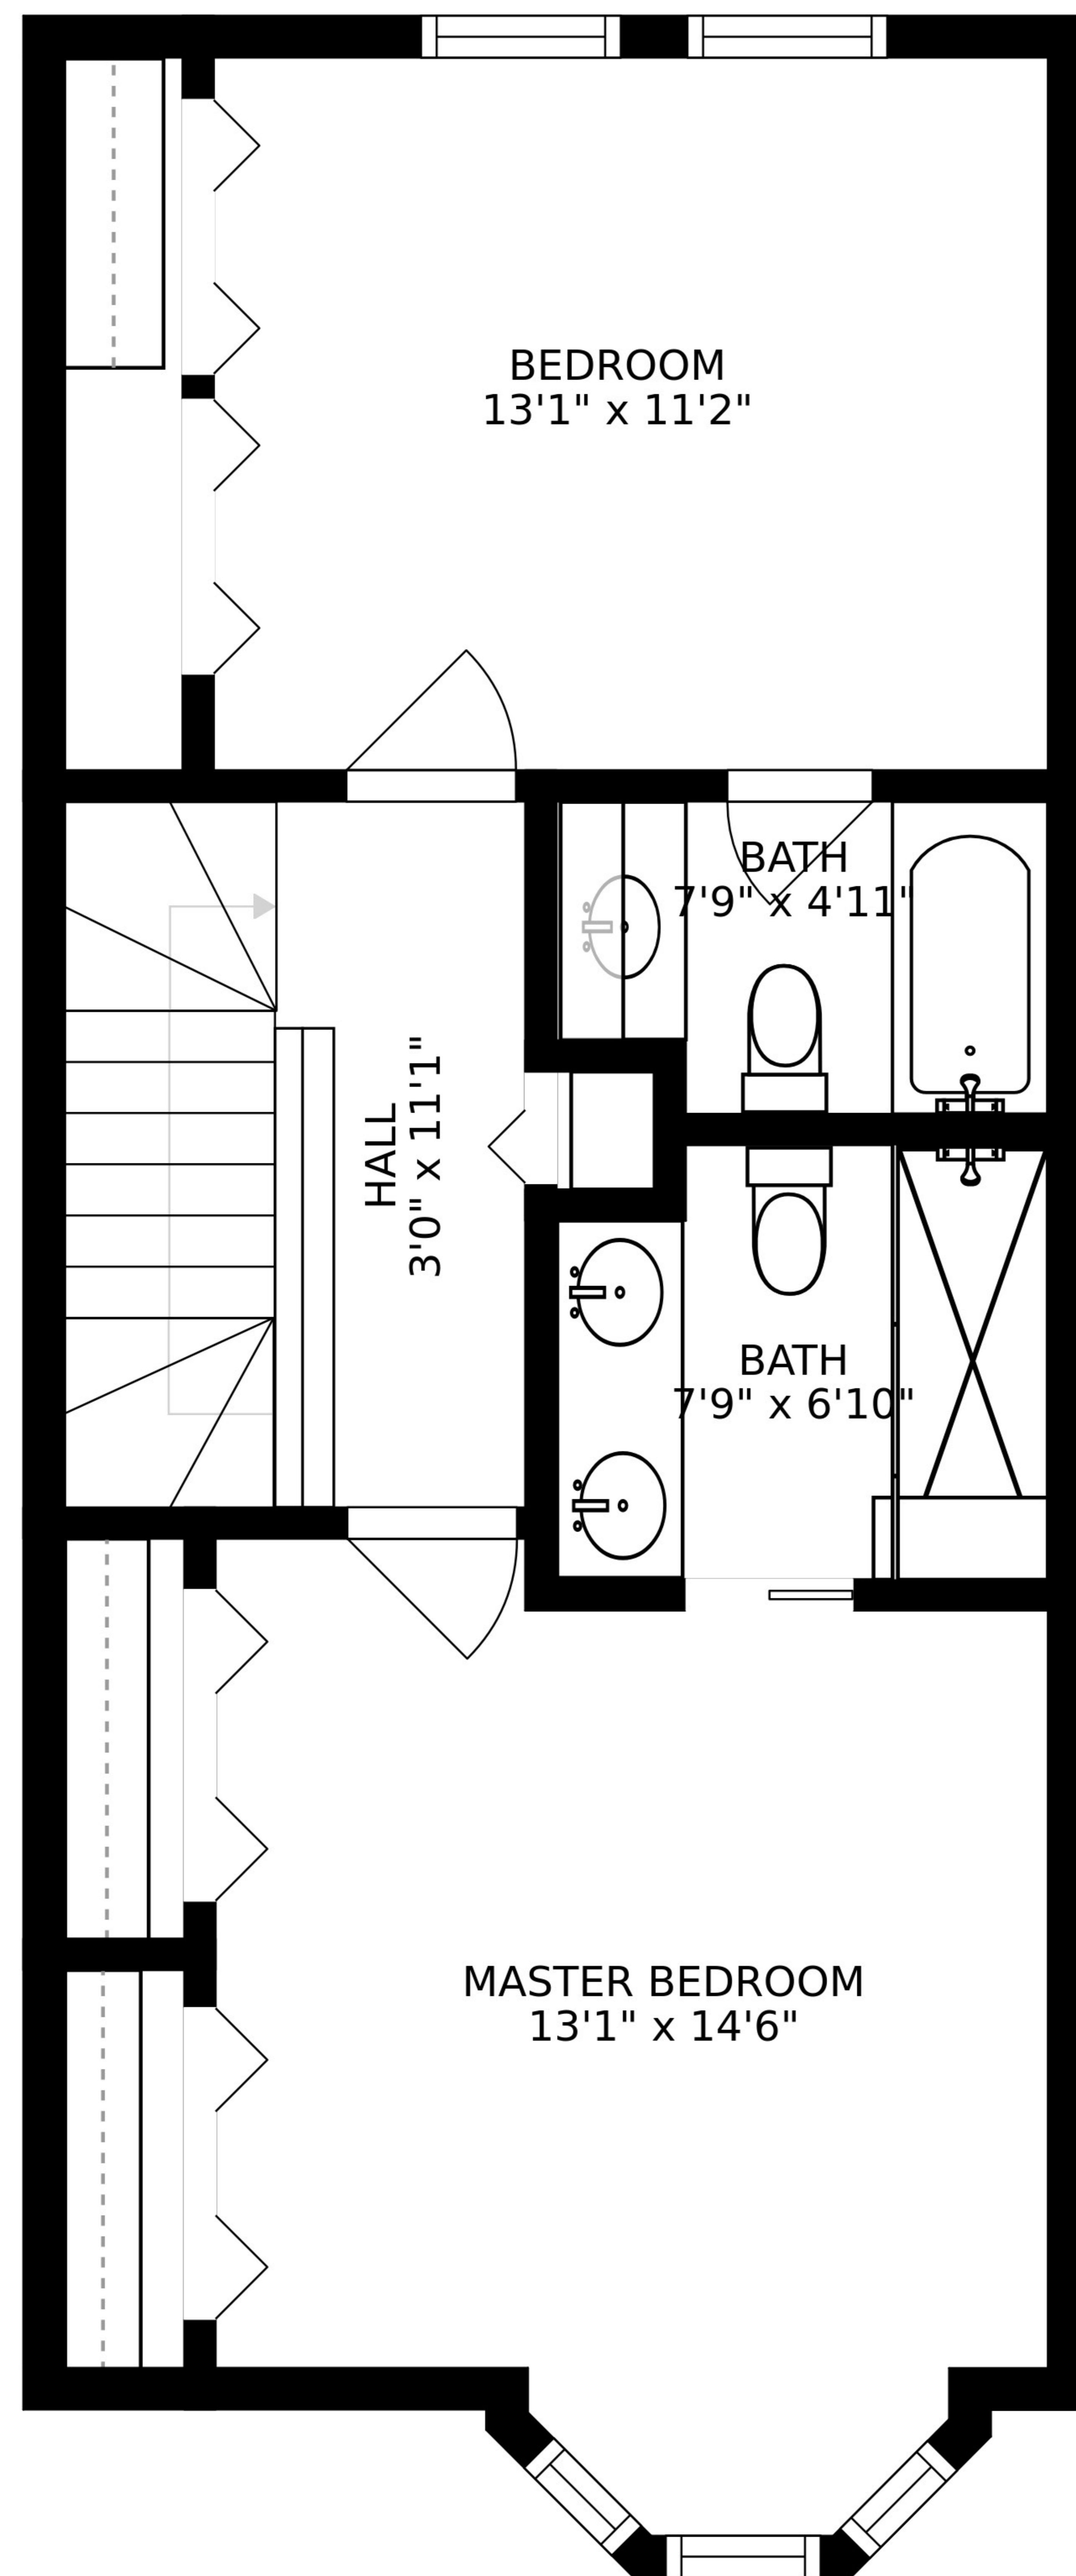 BEDROOM
13'1" x 11'2"
BATH
7'9" x 4'11"
HALL
3'0" x 11'1"
BATH
7'9" x 6'10"
MASTER BEDROOM
13'1" x 14'6"